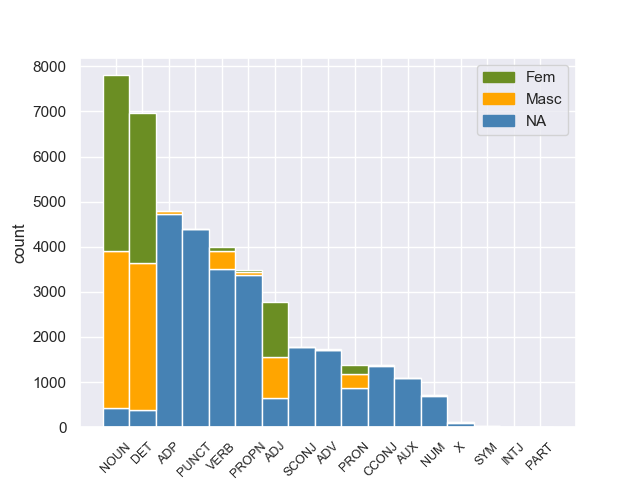 8000
7000
6000
5000
4000
3000
2000
1000
0
count
Fem
Masc
NA
NOUN
DET
ADP
PUNCT
VERB
PROPN
ADJ
SCONJ
ADV
PRON
CCONJ
AUX
NUM
X
SYM
INTJ
PART